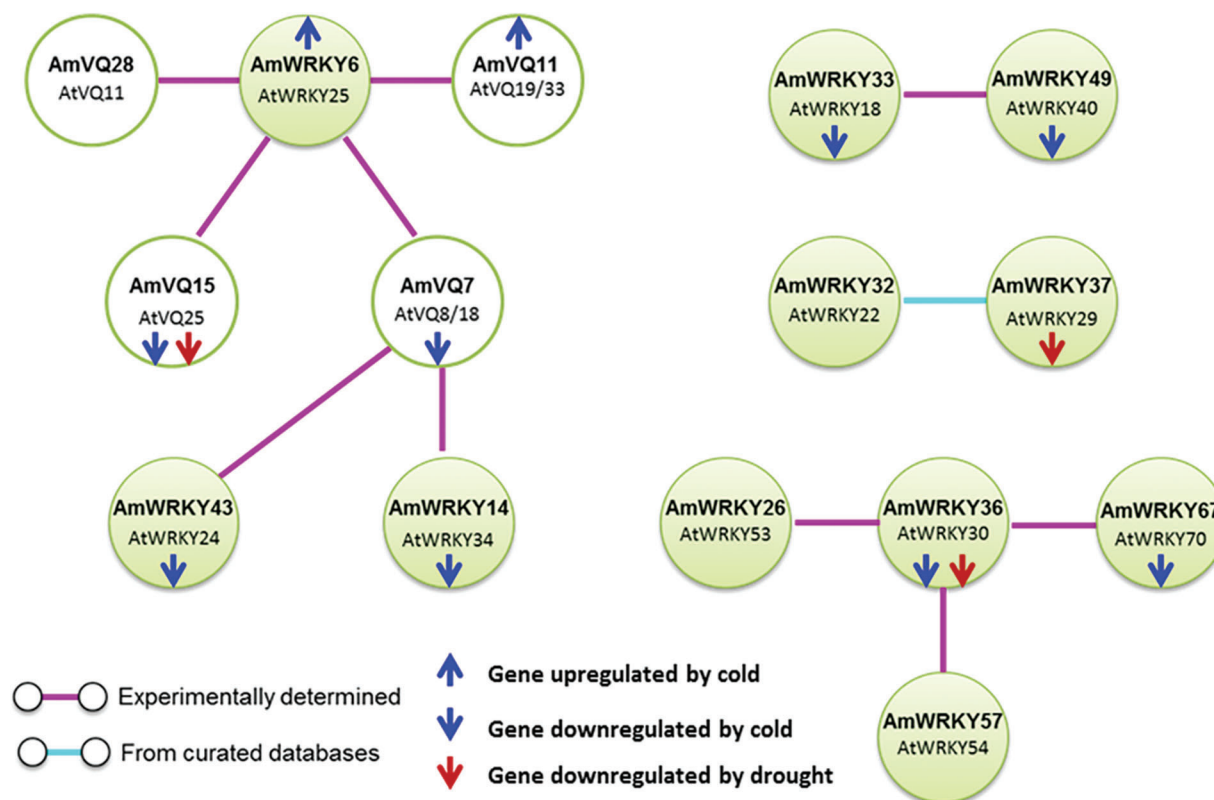 AmVQ28
AtVQ11
AmWRKY6
AtWRKY25
AmVQ11
AtVQ19/33
AmWRKY33
AtWRKY18
AmWRKY49
AtWRKY40
AmVQ15
AtVQ25
AmVQ7
AtVQ8/18
AmWRKY32
AtWRKY22
AmWRKY37
AtWRKY29
AmWRKY43
AtWRKY24
AmWRKY14
AtWRKY34
AmWRKY26
AtWRKY53
AmWRKY36
AtWRKY30
AmWRKY67
AtWRKY70
AmWRKY57
AtWRKY54
Experimentally determined
From curated databases
Gene upregulated by cold
Gene downregulated by cold
Gene downregulated by drought